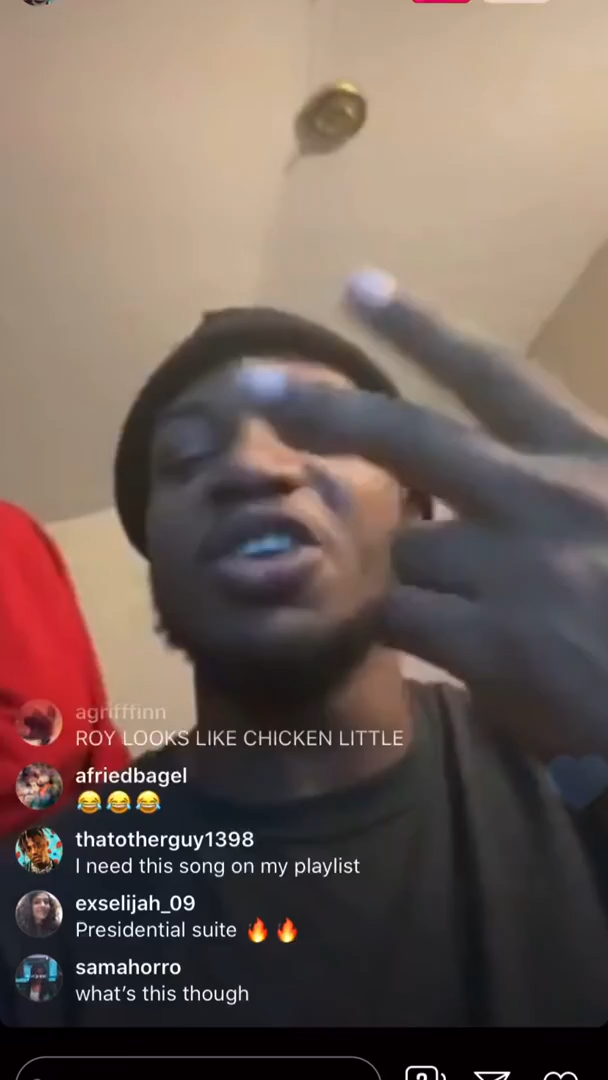 agrifffinn
ROY LOOKS LIKE CHICKEN LITTLE
afriedbagel
😂😂😂
thatotherguy1398
I need this song on my playlist
exselijah_09
Presidential suite 🔥🔥
samahorro
what's this though